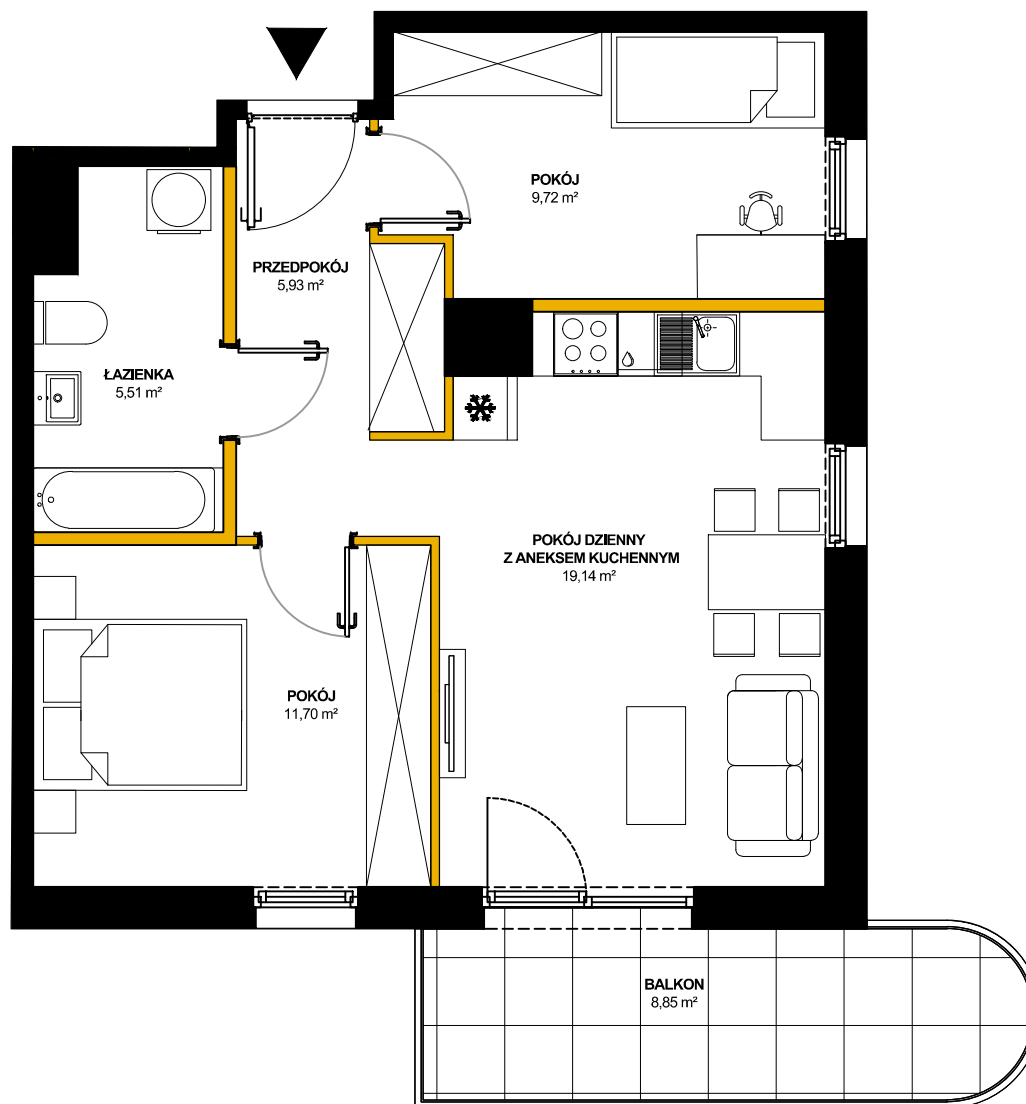 POKÓJ
9,72 m²
PRZEDPOKÓJ
5,93 m²
ŁAZIENKA
5,51 m²
POKÓJ DZIENNY
Z ANEKSEM KUCHENNYM
19,14 m²
POKÓJ
11,70 m²
BALKON
8,85 m²